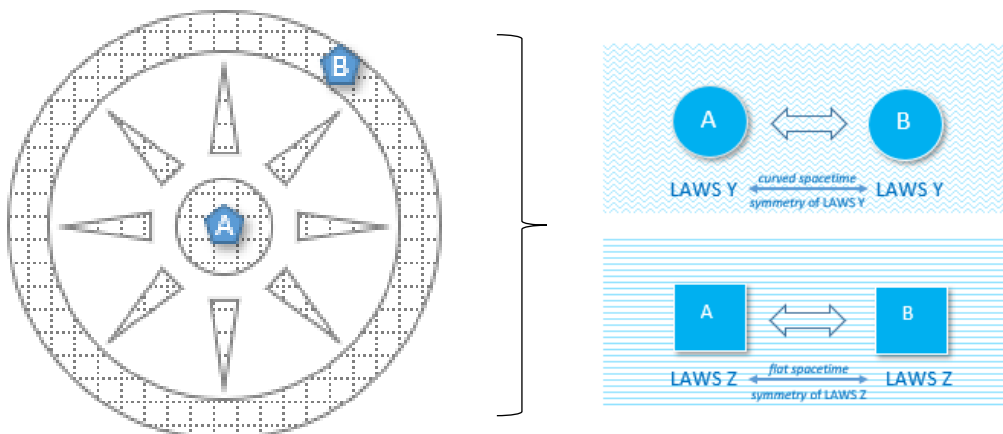 B
A
A
B
curved spacetime
LAWS Y
LAWS Y
symmetry of LAWS Y
A
B
flat spacetime
LAWS Z
LAWS Z
symmetry of LAWS Z